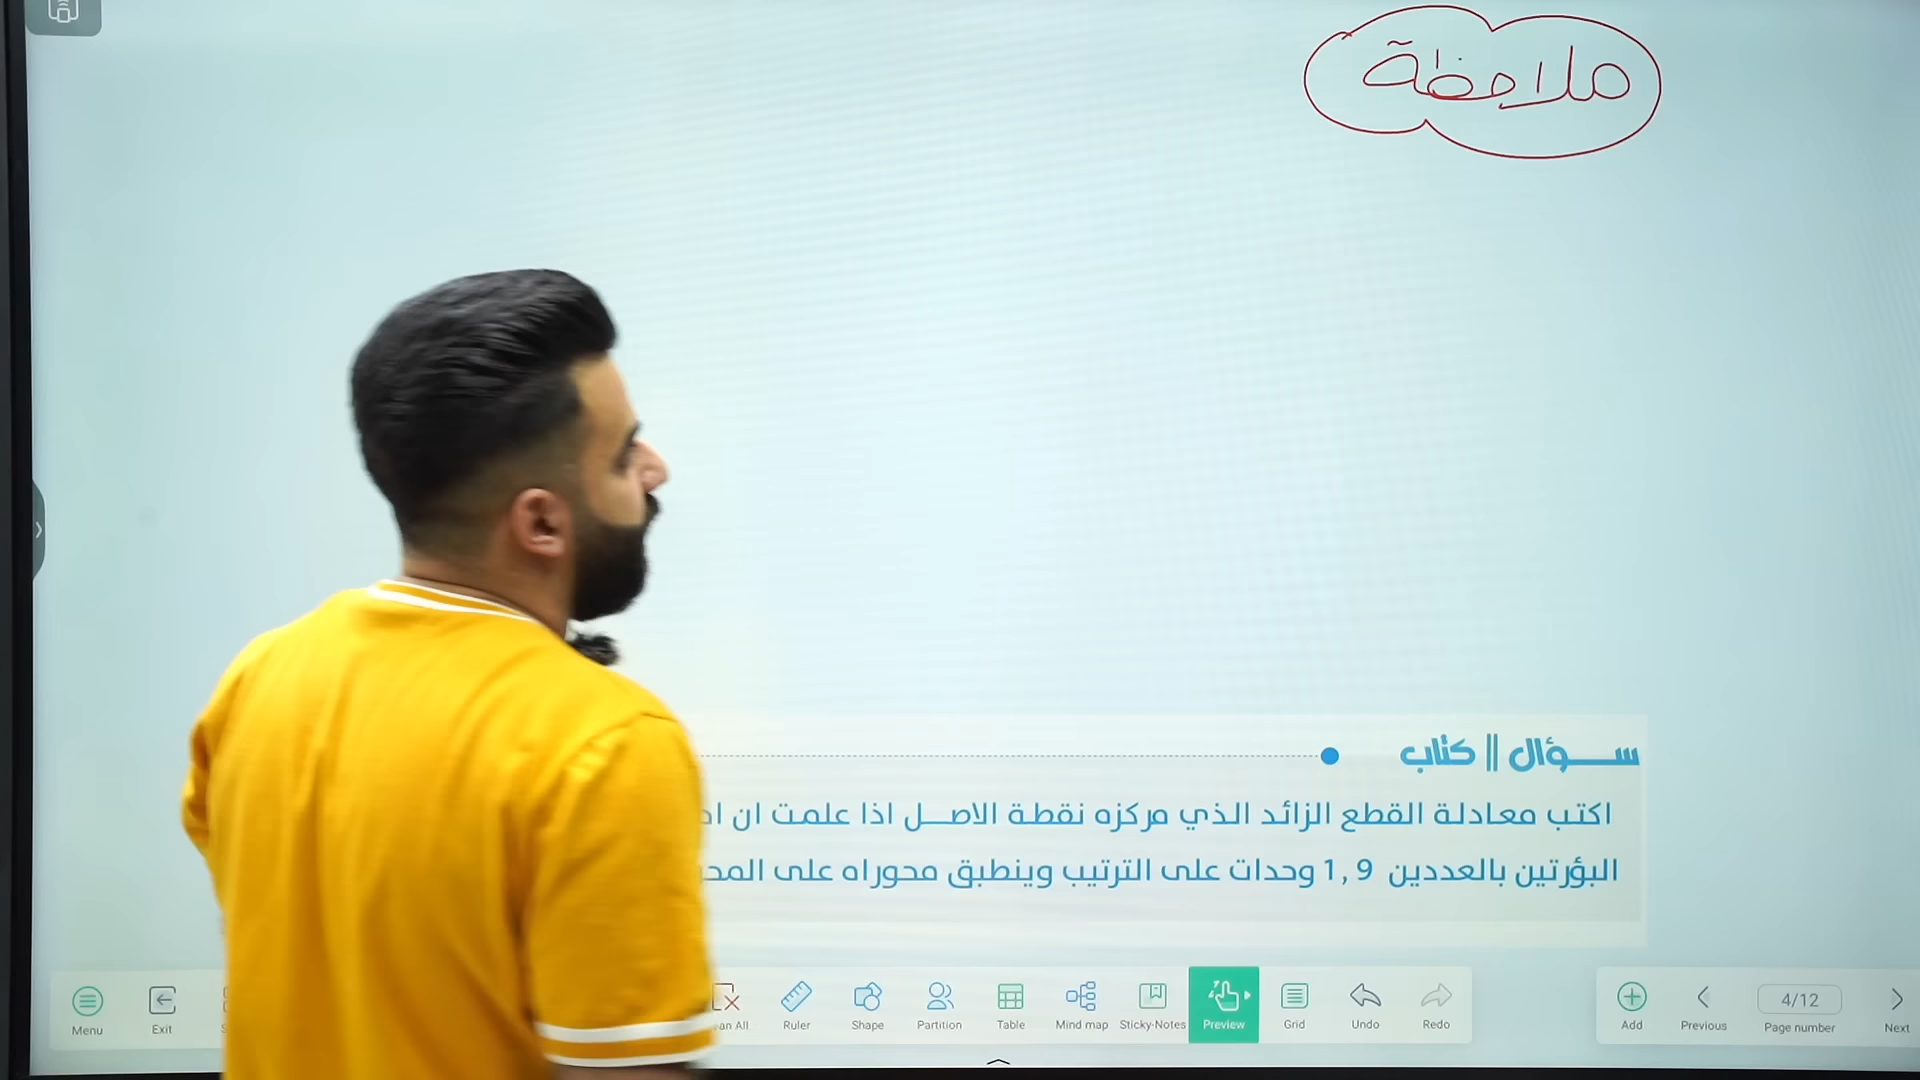 ملاحظة
سؤال || كتاب
اكتب معادلة القطع الزائد الذي مركزه نقطة الاصل اذا علمت ان
البؤرتين بالعددين 9 ,1 وحدات على الترتيب وينطبق محوراه على
Menu
Exit
an All
Ruler
Shape
Partition
Table
Mind map
Sticky-Notes
Preview
Grid
Undo
Redo
Add
Previous
4/12
Page number
Next